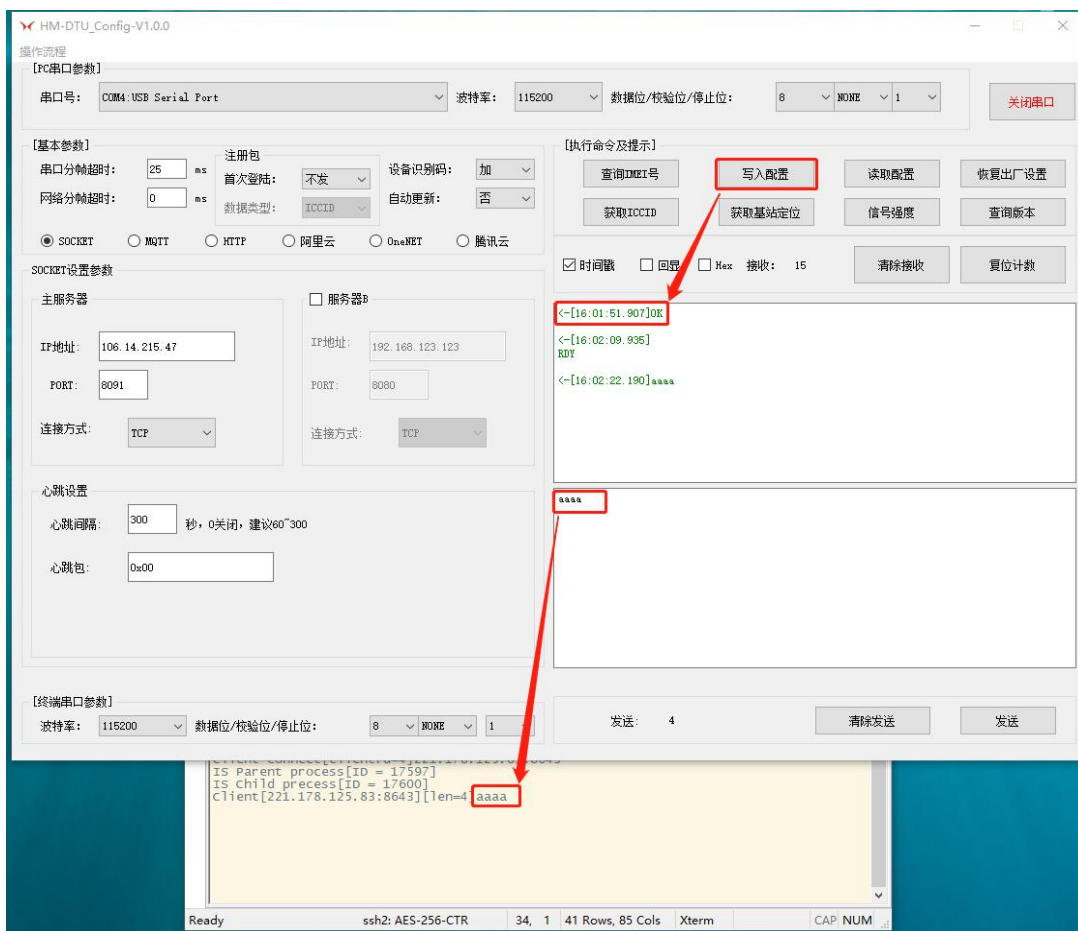 HM-DTU_Config-V1.0.0
操作流程
[PC串口参数]
串口号: COM4:USB Serial Port 波特率: 115200 数据位/校验位/停止位: 8 NONE 1 关闭串口
[基本参数]
串口分帧超时: 25 ms
网络分帧超时: 0 ms
注册包
首次登陆: 不发
数据类型: ICCID
设备识别码: 加
自动更新: 否
SOCKET MQTT HTTP 阿里云 OneNET 腾讯云
SOCKET设置参数
主服务器
IP地址: 106.14.215.47
PORT: 8091
连接方式: TCP
服务器B
IP地址: 192.168.123.123
PORT: 8080
连接方式: TCP
心跳设置
心跳间隔: 300 秒，0关闭，建议60~300
心跳包: 0x00
[终端串口参数]
波特率: 115200 数据位/校验位/停止位: 8 NONE 1
[执行命令及提示]
查询IMEI号 写入配置 读取配置 恢复出厂设置
获取ICCID 获取基站定位 信号强度 查询版本
时间戳 回显 Hex 接收: 15 清除接收 复位计数
<-[16:01:51.907]OK
<-[16:02:09.935]
RDY
<-[16:02:22.190]aaaa
aaaa
发送: 4 清除发送 发送
IS Parent process[ID = 17597]
IS Child precess[ID = 17600]
Client[221.178.125.83:8643][len=4]aaaa
Ready ssh2: AES-256-CTR 34, 1 41 Rows, 85 Cols Xterm CAP NUM